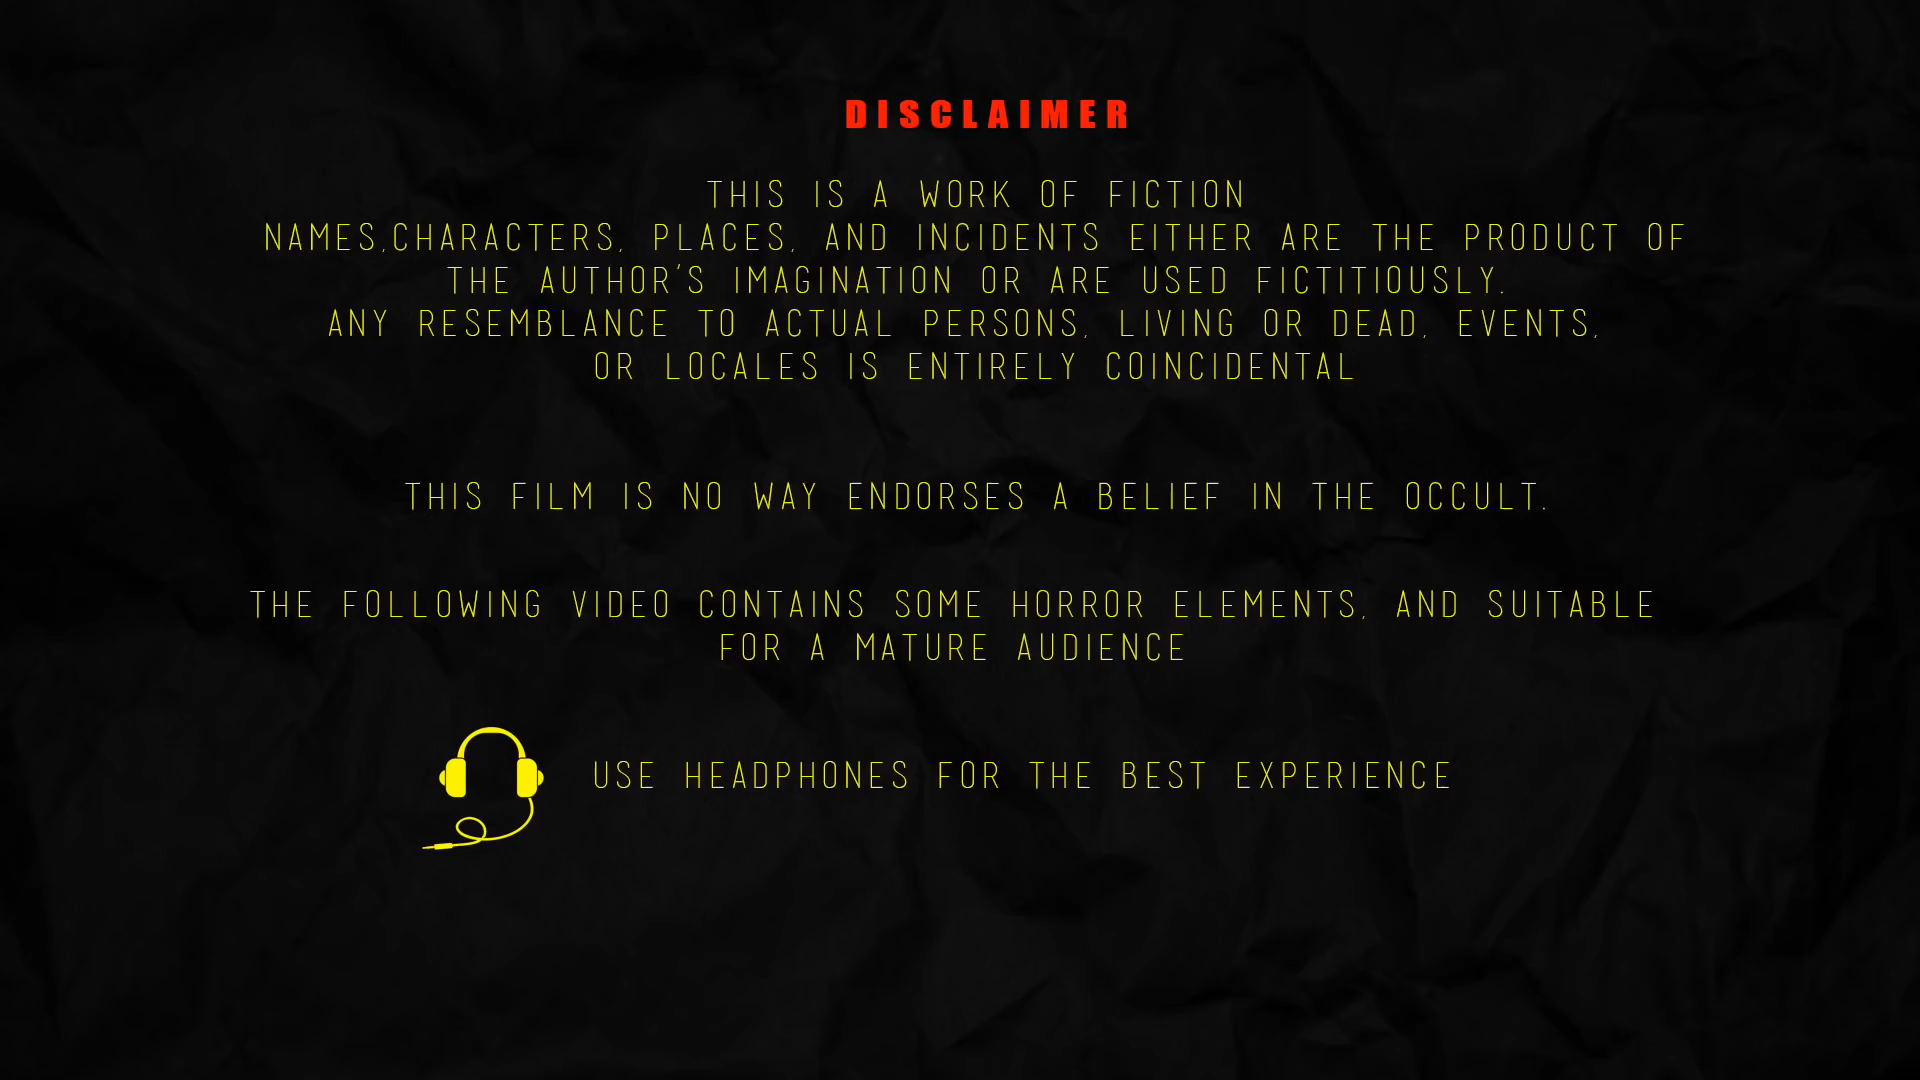 DISCLAIMER
THIS IS A WORK OF FICTION
NAMES,CHARACTERS, PLACES, AND INCIDENTS EITHER ARE THE PRODUCT OF
THE AUTHOR'S IMAGINATION OR ARE USED FICTITIOUSLY.
ANY RESEMBLANCE TO ACTUAL PERSONS, LIVING OR DEAD, EVENTS,
OR LOCALES IS ENTIRELY COINCIDENTAL
THIS FILM IS NO WAY ENDORSES A BELIEF IN THE OCCULT.
THE FOLLOWING VIDEO CONTAINS SOME HORROR ELEMENTS, AND SUITABLE
FOR A MATURE AUDIENCE
USE HEADPHONES FOR THE BEST EXPERIENCE